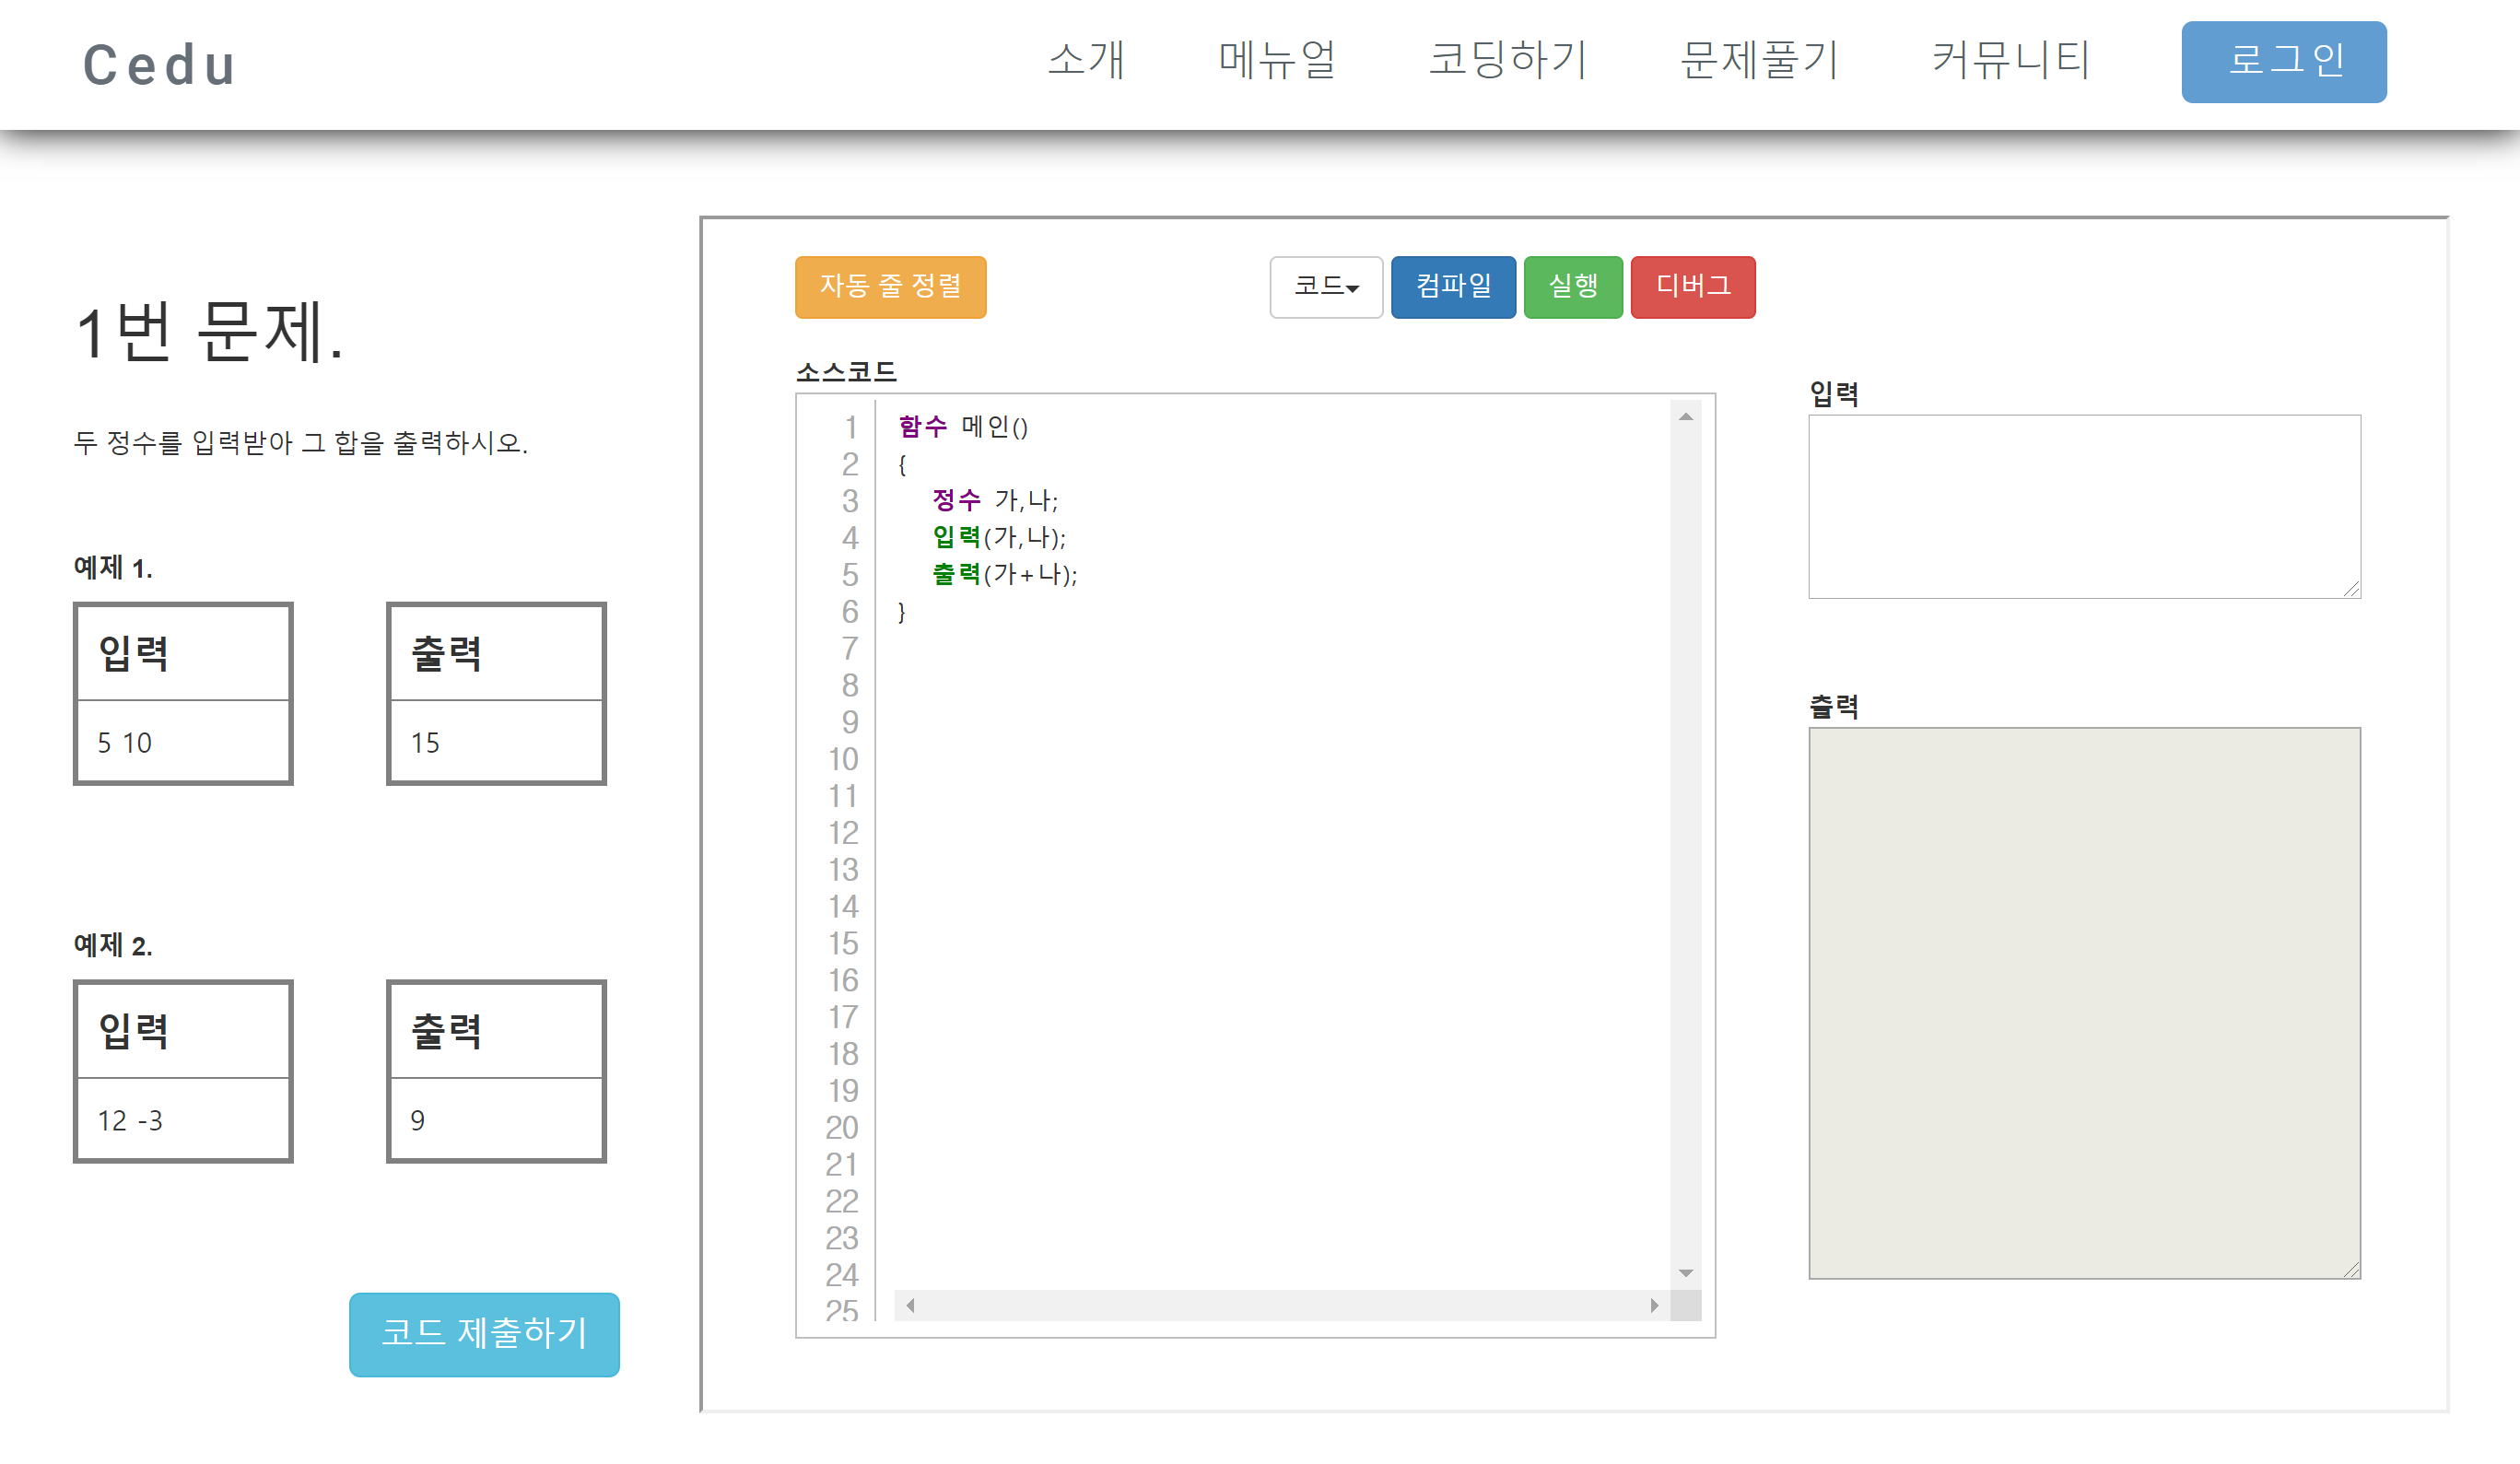 Cedu
소개 메뉴얼 코딩하기 문제풀기 커뮤니티 로그인
1번 문제.
두 정수를 입력받아 그 합을 출력하시오.
예제 1.
입력 출력
5 10 15
예제 2.
입력 출력
12 -3 9
코드 제출하기
자동 줄 정렬 코드 컴파일 실행 디버그
소스코드
1 함수 메인()
2 {
3 정수 가,나;
4 입력(가,나);
5 출력(가+나);
6 }
7
8
9
10
11
12
13
14
15
16
17
18
19
20
21
22
23
24
25
입력
출력